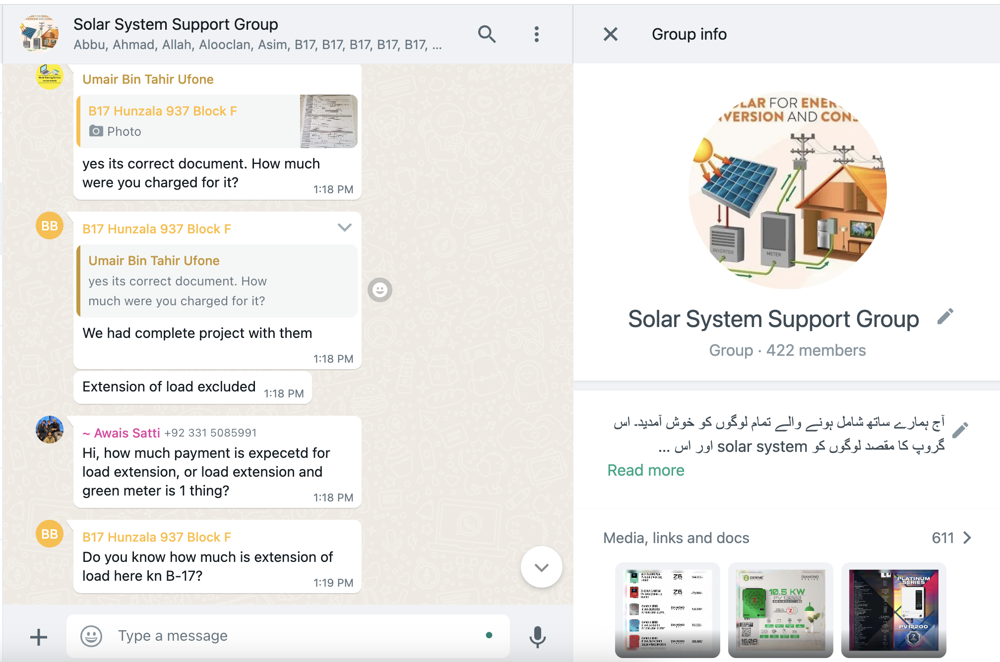 Solar System Support Group
Abbu, Ahmad, Allah, Alooclan, Asim, B17, B17, B17, B17, B17, ...
Umair Bin Tahir Ufone
B17 Hunzala 937 Block F
Photo
yes its correct document. How much
were you charged for it?
1:18 PM
BB
B17 Hunzala 937 Block F
Umair Bin Tahir Ufone
yes its correct document. How
much were you charged for it?
We had complete project with them
1:18 PM
Extension of load excluded
1:18 PM
~ Awais Satti +92 331 5085991
Hi, how much payment is expecetd for
load extension, or load extension and
green meter is 1 thing?
1:18 PM
BB
B17 Hunzala 937 Block F
Do you know how much is extension of
load here kn B-17?
1:19 PM
Type a message
Group info
LAR FOR ENER
VERSION AND CONS
INVERTER
METER
Solar System Support Group
Group · 422 members
آج ہمارے ساتھ شامل ہونے والے تمام لوگوں کو خوش آمدید۔ اس
گروپ کا مقصد لوگوں کو solar system اور اس ...
Read more
Media, links and docs
611
Z6
344,000/-
Z6
DIAMOND
DIAMOND
DIAMOND
ZIEWNIC
DIAMOND
10.5 KW
PV 13000
160A
PLATINUM
SERIES
PV12200